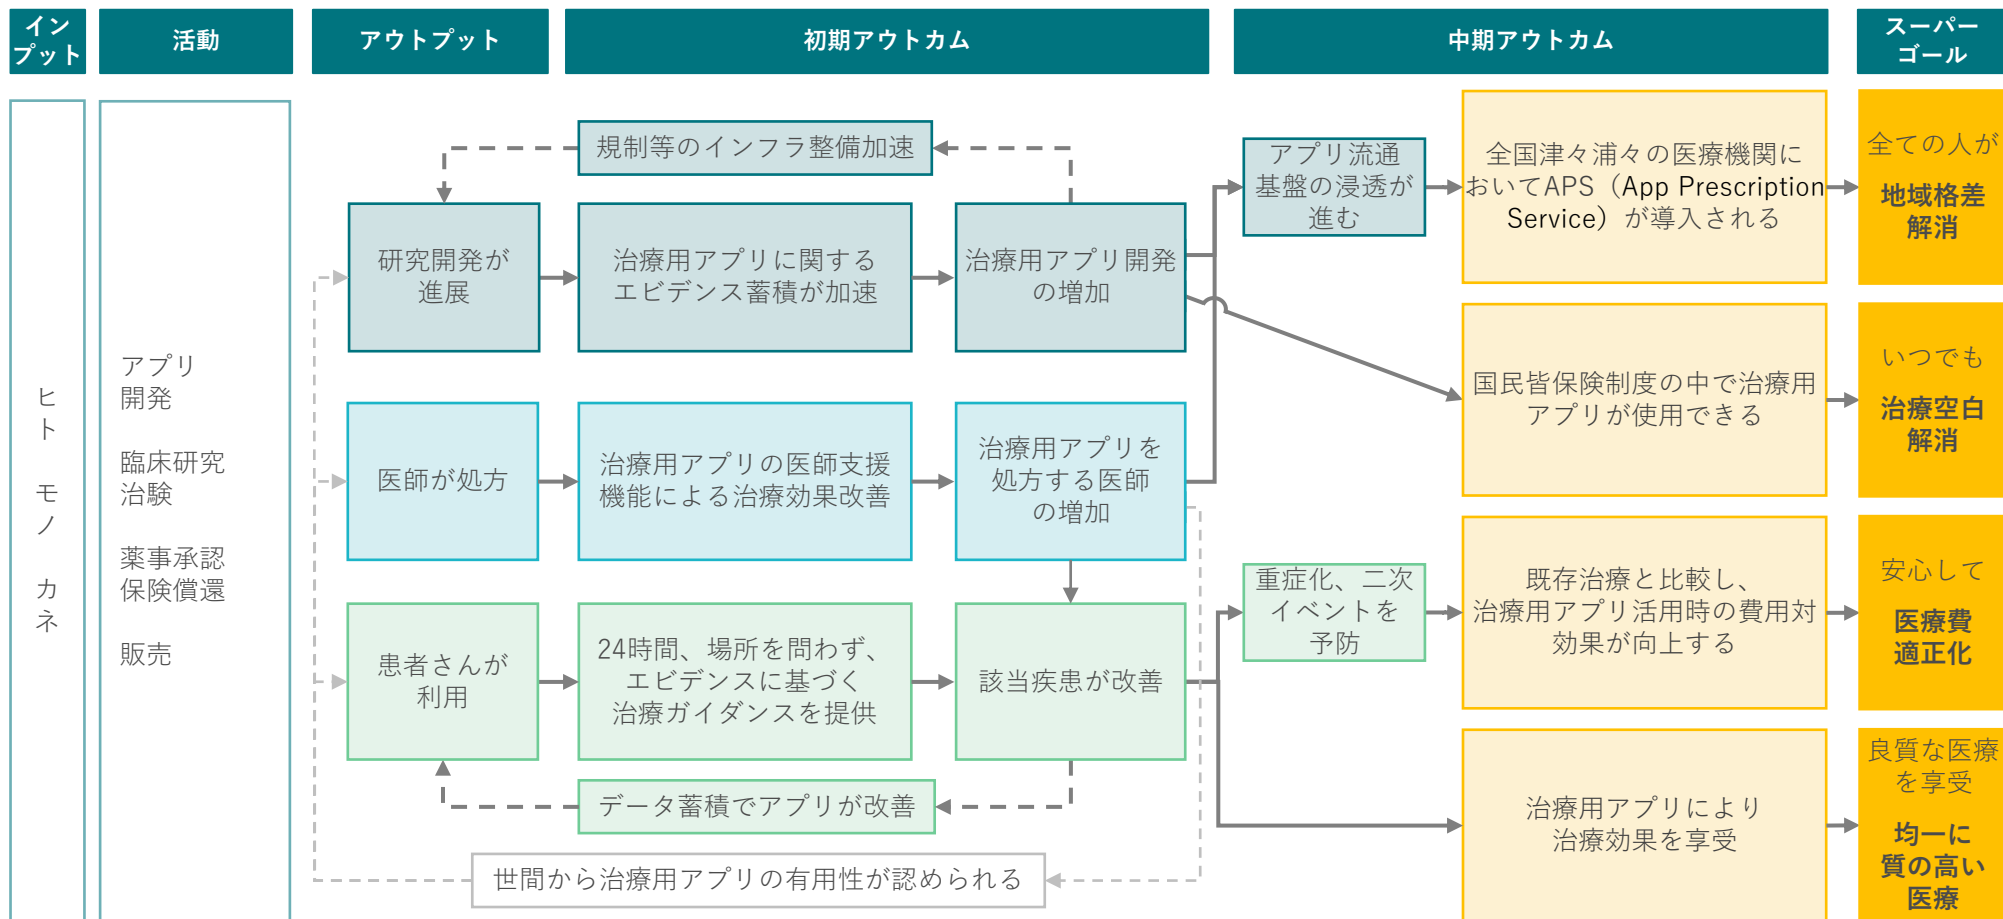 イン
プット
活動
アウトプット
初期アウトカム
中期アウトカム
スーパー
ゴール
ヒト モノ カネ
アプリ
開発
臨床研究
治験
薬事承認
保険償還
販売
規制等のインフラ整備加速
研究開発が
進展
治療用アプリに関する
エビデンス蓄積が加速
治療用アプリ開発
の増加
アプリ流通
基盤の浸透が
進む
全国津々浦々の医療機関に
おいてAPS（App Prescription
Service）が導入される
全ての人が
地域格差
解消
国民皆保険制度の中で治療用
アプリが使用できる
いつでも
治療空白
解消
医師が処方
治療用アプリの医師支援
機能による治療効果改善
治療用アプリを
処方する医師
の増加
患者さんが
利用
24時間、場所を問わず、
エビデンスに基づく
治療ガイダンスを提供
該当疾患が改善
重症化、二次
イベントを
予防
既存治療と比較し、
治療用アプリ活用時の費用対
効果が向上する
安心して
医療費
適正化
データ蓄積でアプリが改善
治療用アプリにより
治療効果を享受
良質な医療
を享受
均一に
質の高い
医療
世間から治療用アプリの有用性が認められる